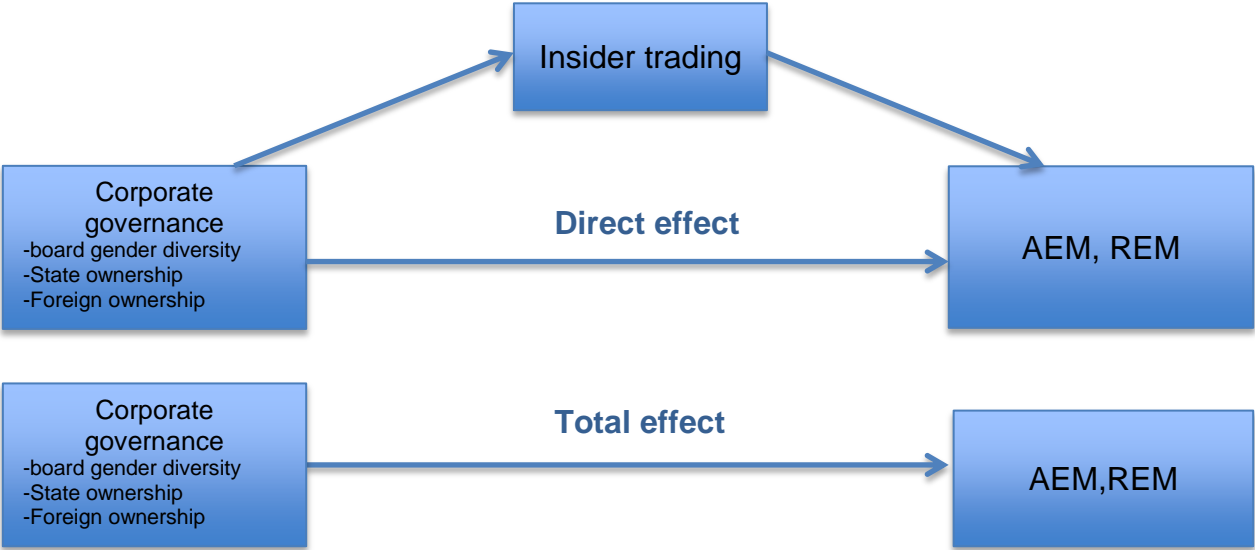 Insider trading
Corporate
governance
-board gender diversity
-State ownership
-Foreign ownership
Direct effect
AEM, REM
Corporate
governance
-board gender diversity
-State ownership
-Foreign ownership
Total effect
AEM,REM